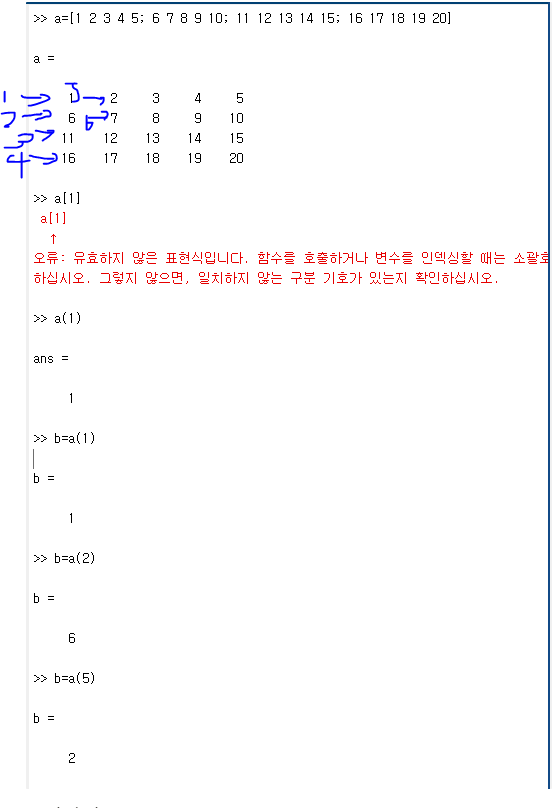 >> a=[1 2 3 4 5; 6 7 8 9 10; 11 12 13 14 15; 16 17 18 19 20]
a =
1 → 1 5 → 2 3 4 5
2 → 6 6 → 7 8 9 10
3 → 11 12 13 14 15
4 → 16 17 18 19 20
>> a[1]
a[1]
↑
오류: 유효하지 않은 표현식입니다. 함수를 호출하거나 변수를 인덱싱할 때는 소괄호
하십시오. 그렇지 않으면, 일치하지 않는 구분 기호가 있는지 확인하십시오.
>> a(1)
ans =
1
>> b=a(1)
b =
1
>> b=a(2)
b =
6
>> b=a(5)
b =
2